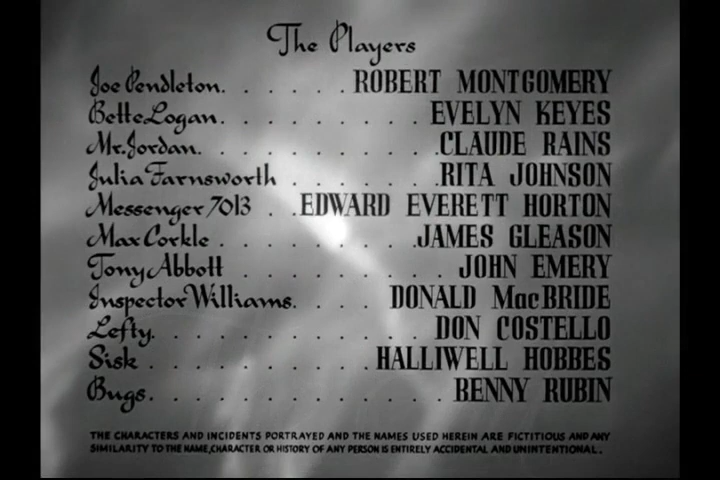 The Players
Joe Pendleton. . . . . . ROBERT MONTGOMERY
Bette Logan. . . . . . . . . EVELYN KEYES
Mr. Jordan. . . . . . . . . .CLAUDE RAINS
Julia Farnsworth . . . . . . .RITA JOHNSON
Messenger 7013 . . .EDWARD EVERETT HORTON
Max Corkle . . . . . . . . .JAMES GLEASON
Tony Abbott . . . . . . . . JOHN EMERY
Inspector Williams. . . . DONALD MacBRIDE
Lefty. . . . . . . . . . . . DON COSTELLO
Sisk . . . . . . . . . . HALLIWELL HOBBES
Bugs. . . . . . . . . . . . . BENNY RUBIN
THE CHARACTERS AND INCIDENTS PORTRAYED AND THE NAMES USED HEREIN ARE FICTITIOUS AND ANY
SIMILARITY TO THE NAME, CHARACTER OR HISTORY OF ANY PERSON IS ENTIRELY ACCIDENTAL AND UNINTENTIONAL.